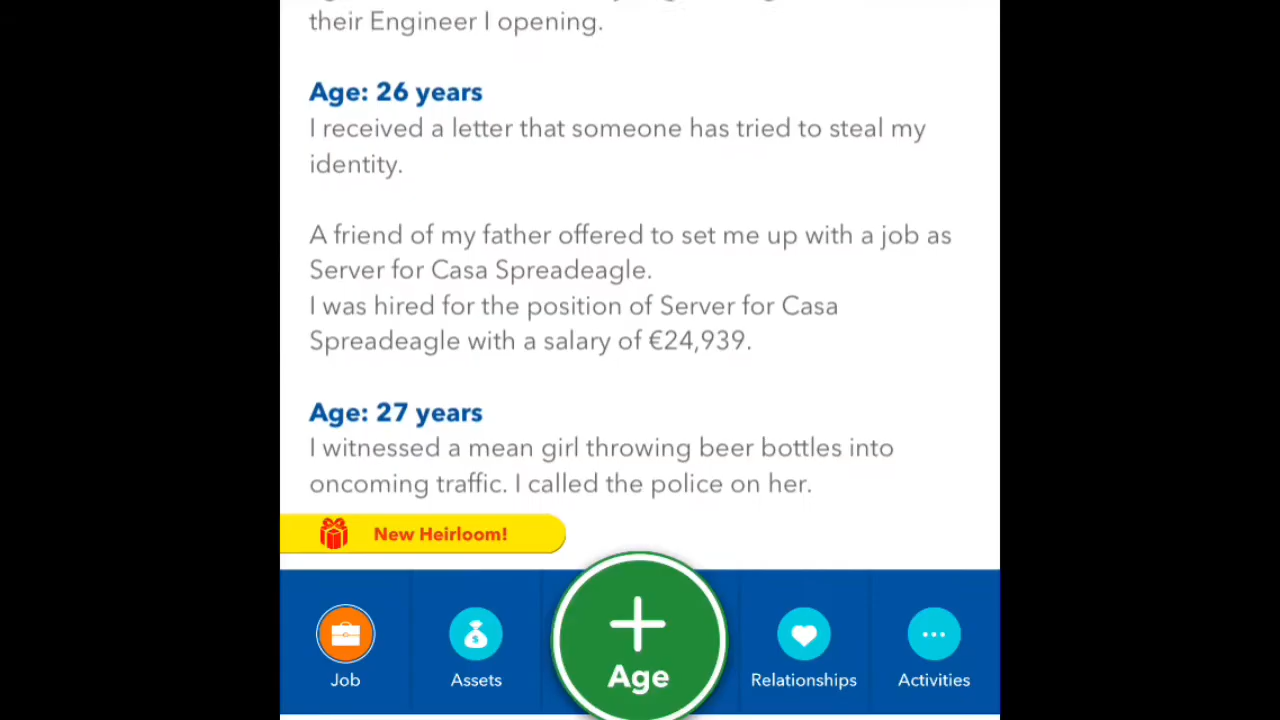 their Engineer I opening.
Age: 26 years
I received a letter that someone has tried to steal my
identity.
A friend of my father offered to set me up with a job as
Server for Casa Spreadeagle.
I was hired for the position of Server for Casa
Spreadeagle with a salary of €24,939.
Age: 27 years
I witnessed a mean girl throwing beer bottles into
oncoming traffic. I called the police on her.
New Heirloom!
Job
Assets
Age
Relationships
Activities